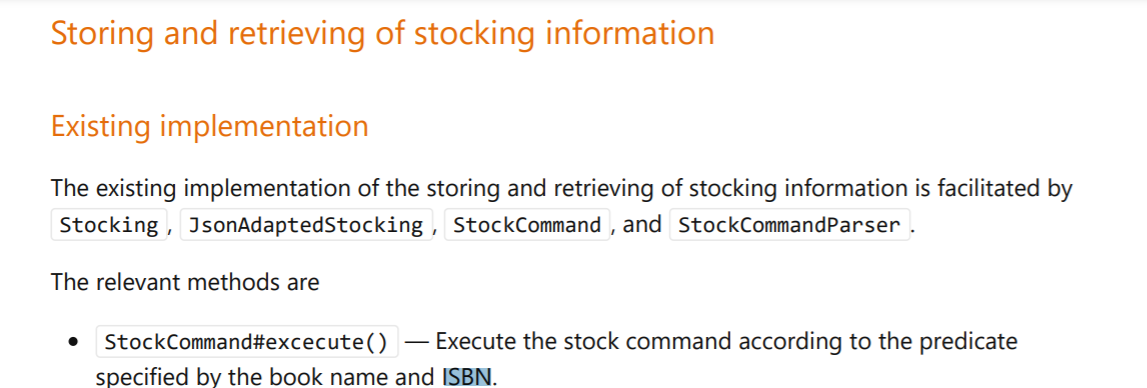 Storing and retrieving of stocking information
Existing implementation
The existing implementation of the storing and retrieving of stocking information is facilitated by
Stocking , JsonAdaptedStocking , StockCommand , and StockCommandParser .
The relevant methods are
• StockCommand#excecute() — Execute the stock command according to the predicate
specified by the book name and ISBN.